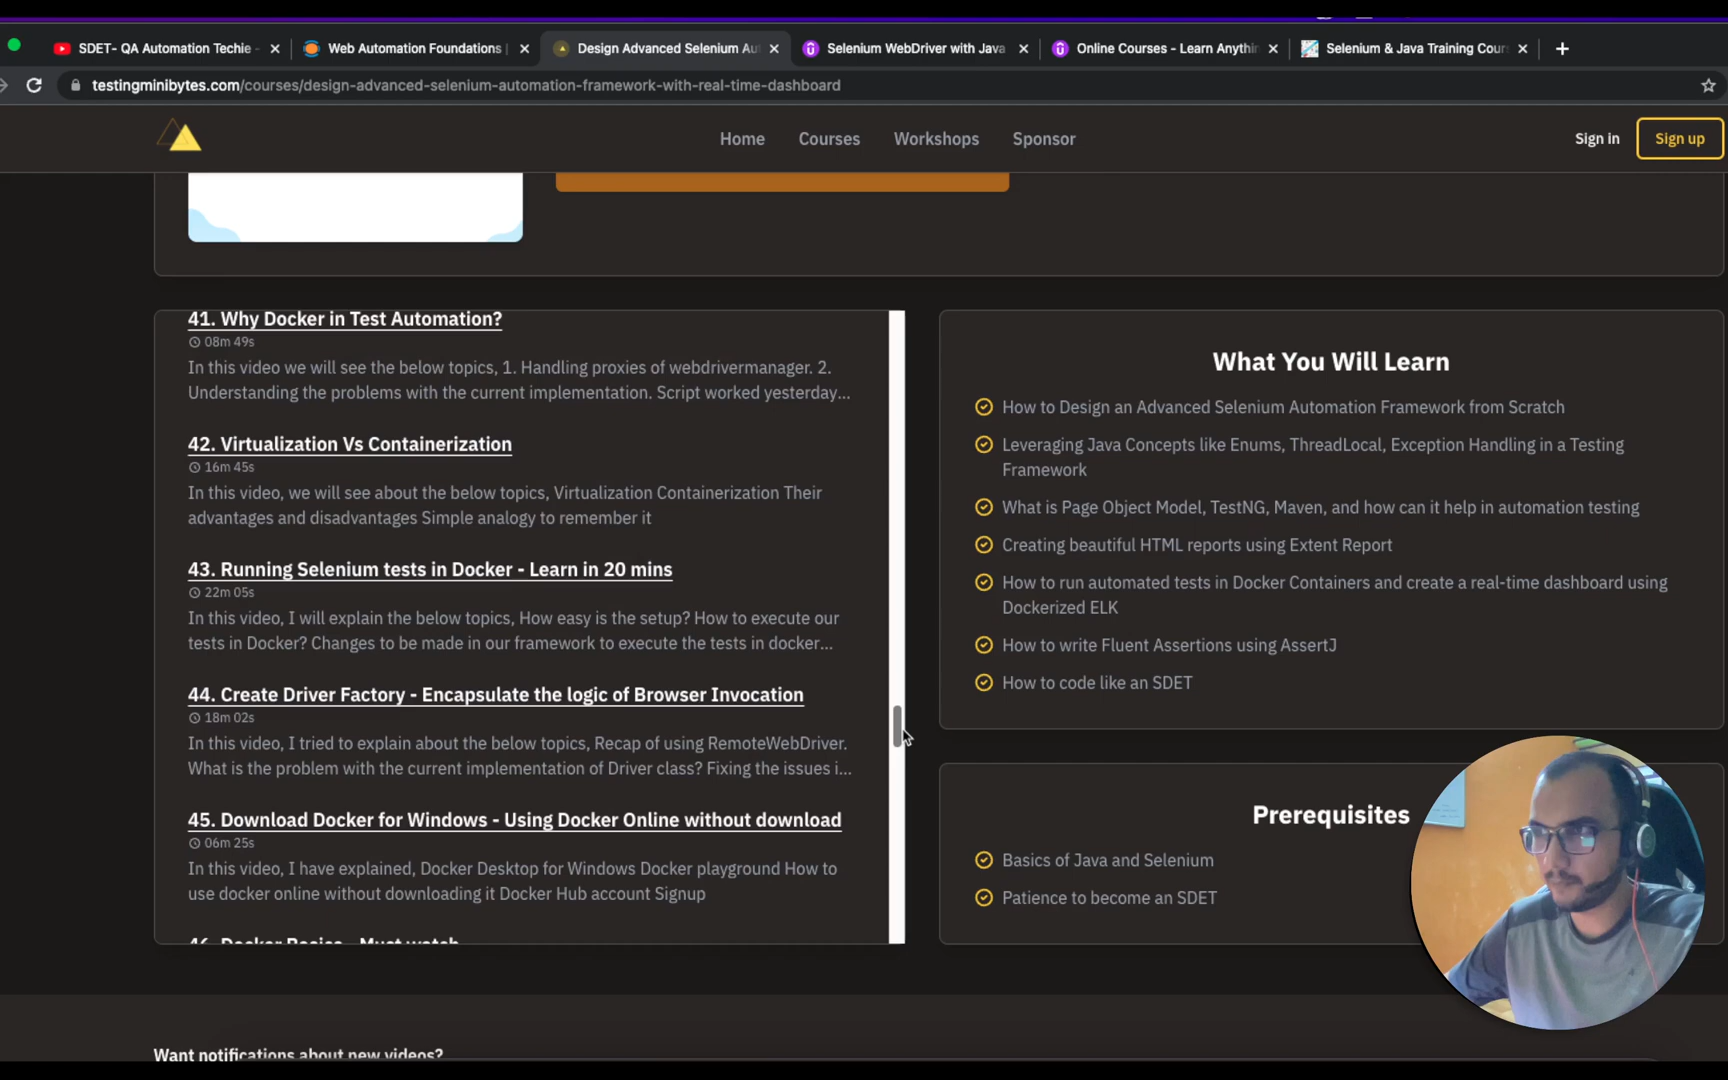 SDET- QA Automation Techie -
Web Automation Foundations |
Design Advanced Selenium Au
Selenium WebDriver with Java
Online Courses - Learn Anythin
Selenium & Java Training Cour
testingminibytes.com/courses/design-advanced-selenium-automation-framework-with-real-time-dashboard
Home
Courses
Workshops
Sponsor
Sign in
Sign up
41. Why Docker in Test Automation?
08m 49s
In this video we will see the below topics, 1. Handling proxies of webdrivermanager. 2.
Understanding the problems with the current implementation. Script worked yesterday...
42. Virtualization Vs Containerization
16m 45s
In this video, we will see about the below topics, Virtualization Containerization Their
advantages and disadvantages Simple analogy to remember it
43. Running Selenium tests in Docker - Learn in 20 mins
22m 05s
In this video, I will explain the below topics, How easy is the setup? How to execute our
tests in Docker? Changes to be made in our framework to execute the tests in docker...
44. Create Driver Factory - Encapsulate the logic of Browser Invocation
18m 02s
In this video, I tried to explain about the below topics, Recap of using RemoteWebDriver.
What is the problem with the current implementation of Driver class? Fixing the issues i...
45. Download Docker for Windows - Using Docker Online without download
06m 25s
In this video, I have explained, Docker Desktop for Windows Docker playground How to
use docker online without downloading it Docker Hub account Signup
46. Docker Basics - Must watch
What You Will Learn
How to Design an Advanced Selenium Automation Framework from Scratch
Leveraging Java Concepts like Enums, ThreadLocal, Exception Handling in a Testing
Framework
What is Page Object Model, TestNG, Maven, and how can it help in automation testing
Creating beautiful HTML reports using Extent Report
How to run automated tests in Docker Containers and create a real-time dashboard using
Dockerized ELK
How to write Fluent Assertions using AssertJ
How to code like an SDET
Prerequisites
Basics of Java and Selenium
Patience to become an SDET
Want notifications about new videos?